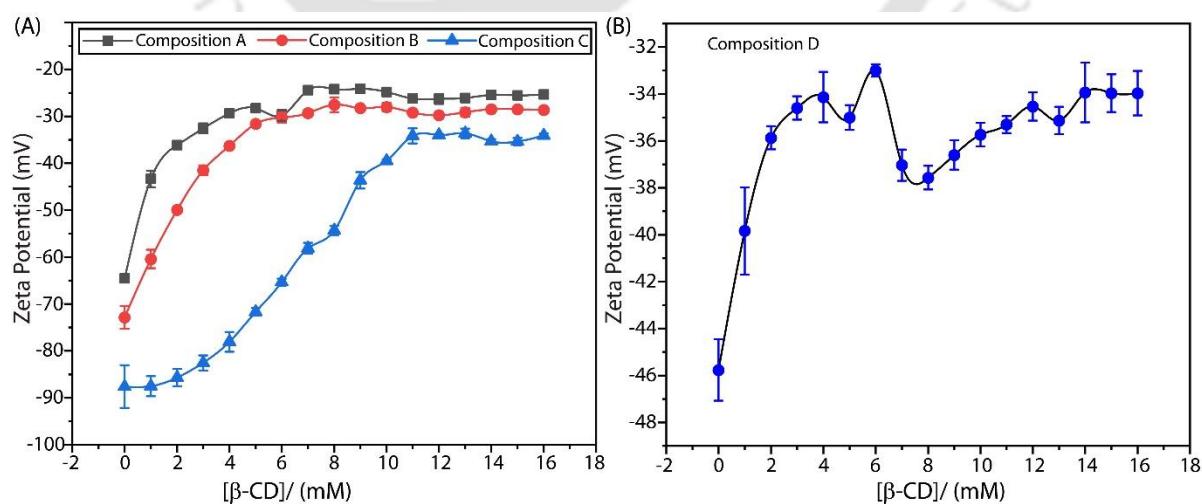 (A)
Composition A Composition B Composition C
-20
-30
-40
-50
-60
-70
-80
-90
-100
Zeta Potential (mV)
-2 0 2 4 6 8 10 12 14 16 18
[β-CD]/ (mM)
(B)
Composition D
-32
-34
-36
-38
-40
-42
-44
-46
-48
Zeta Potential (mV)
-2 0 2 4 6 8 10 12 14 16 18
[β-CD]/ (mM)